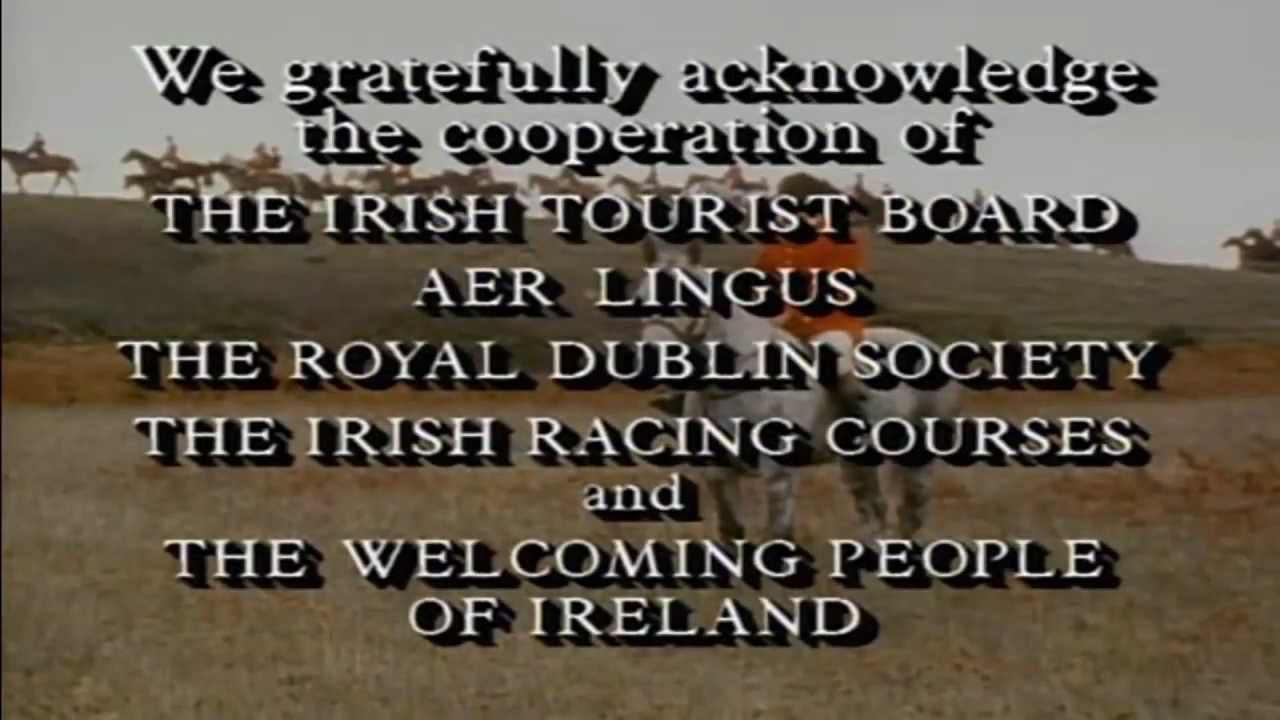 We gratefully acknowledge
the cooperation of
THE IRISH TOURIST BOARD
AER LINGUS
THE ROYAL DUBLIN SOCIETY
THE IRISH RACING COURSES
and
THE WELCOMING PEOPLE
OF IRELAND